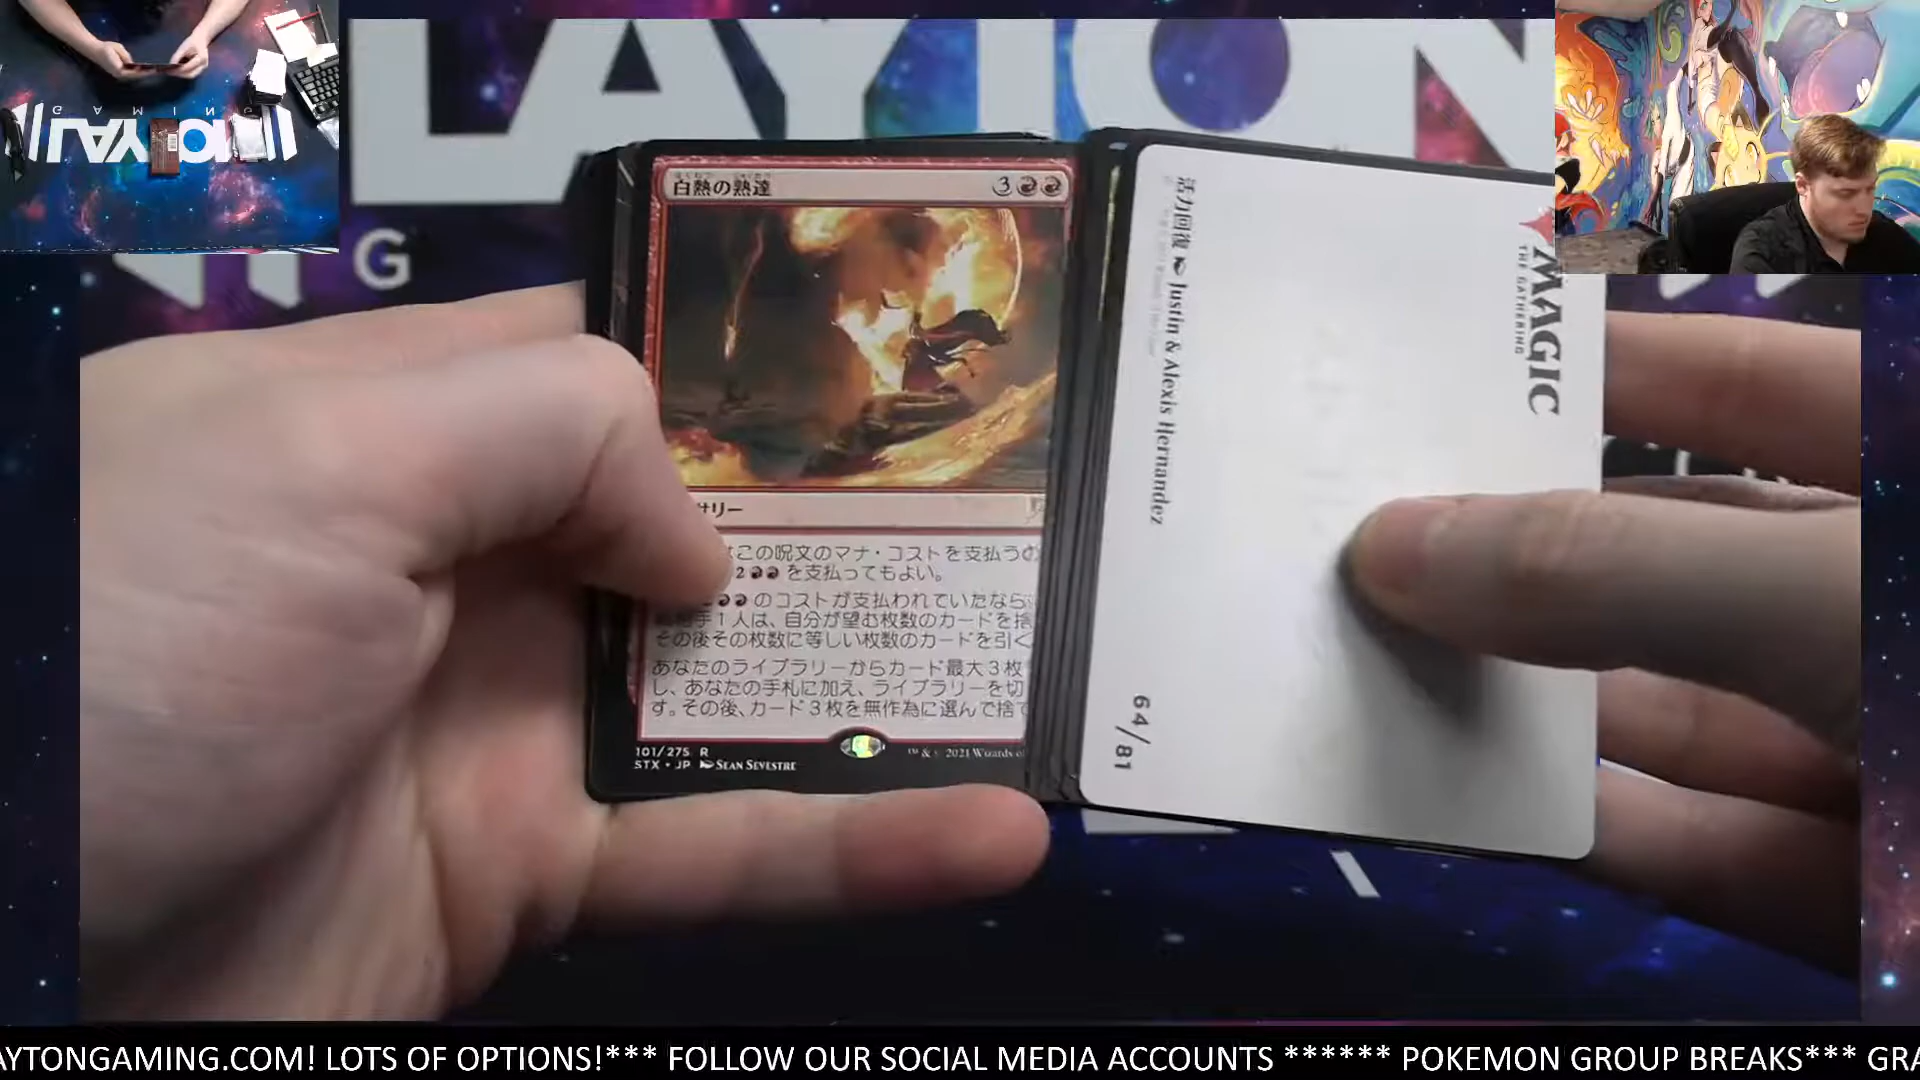 LAYTON
G
GAMING
LAYTON
白熱の熟達
3
サリー
この呪文のマナ・コストを支払うの
2 を支払ってもよい。
のコストが支払われていたなら
手1人は、自分が望む枚数のカードを捨
その後その枚数に等しい枚数のカードを引く
あなたのライブラリーからカード最大3枚
し、あなたの手札に加え、ライブラリーを切
す。その後、カード3枚を無作為に選んで捨て
101/275 R
STX • JP SEAN SEVESTRE
™ & © 2021 Wizards of
活力回復 Justin & Alexis Hernandez
MAGIC
THE GATHERING
64/81
AYTONGAMING.COM! LOTS OF OPTIONS!*** FOLLOW OUR SOCIAL MEDIA ACCOUNTS ****** POKEMON GROUP BREAKS*** GRA